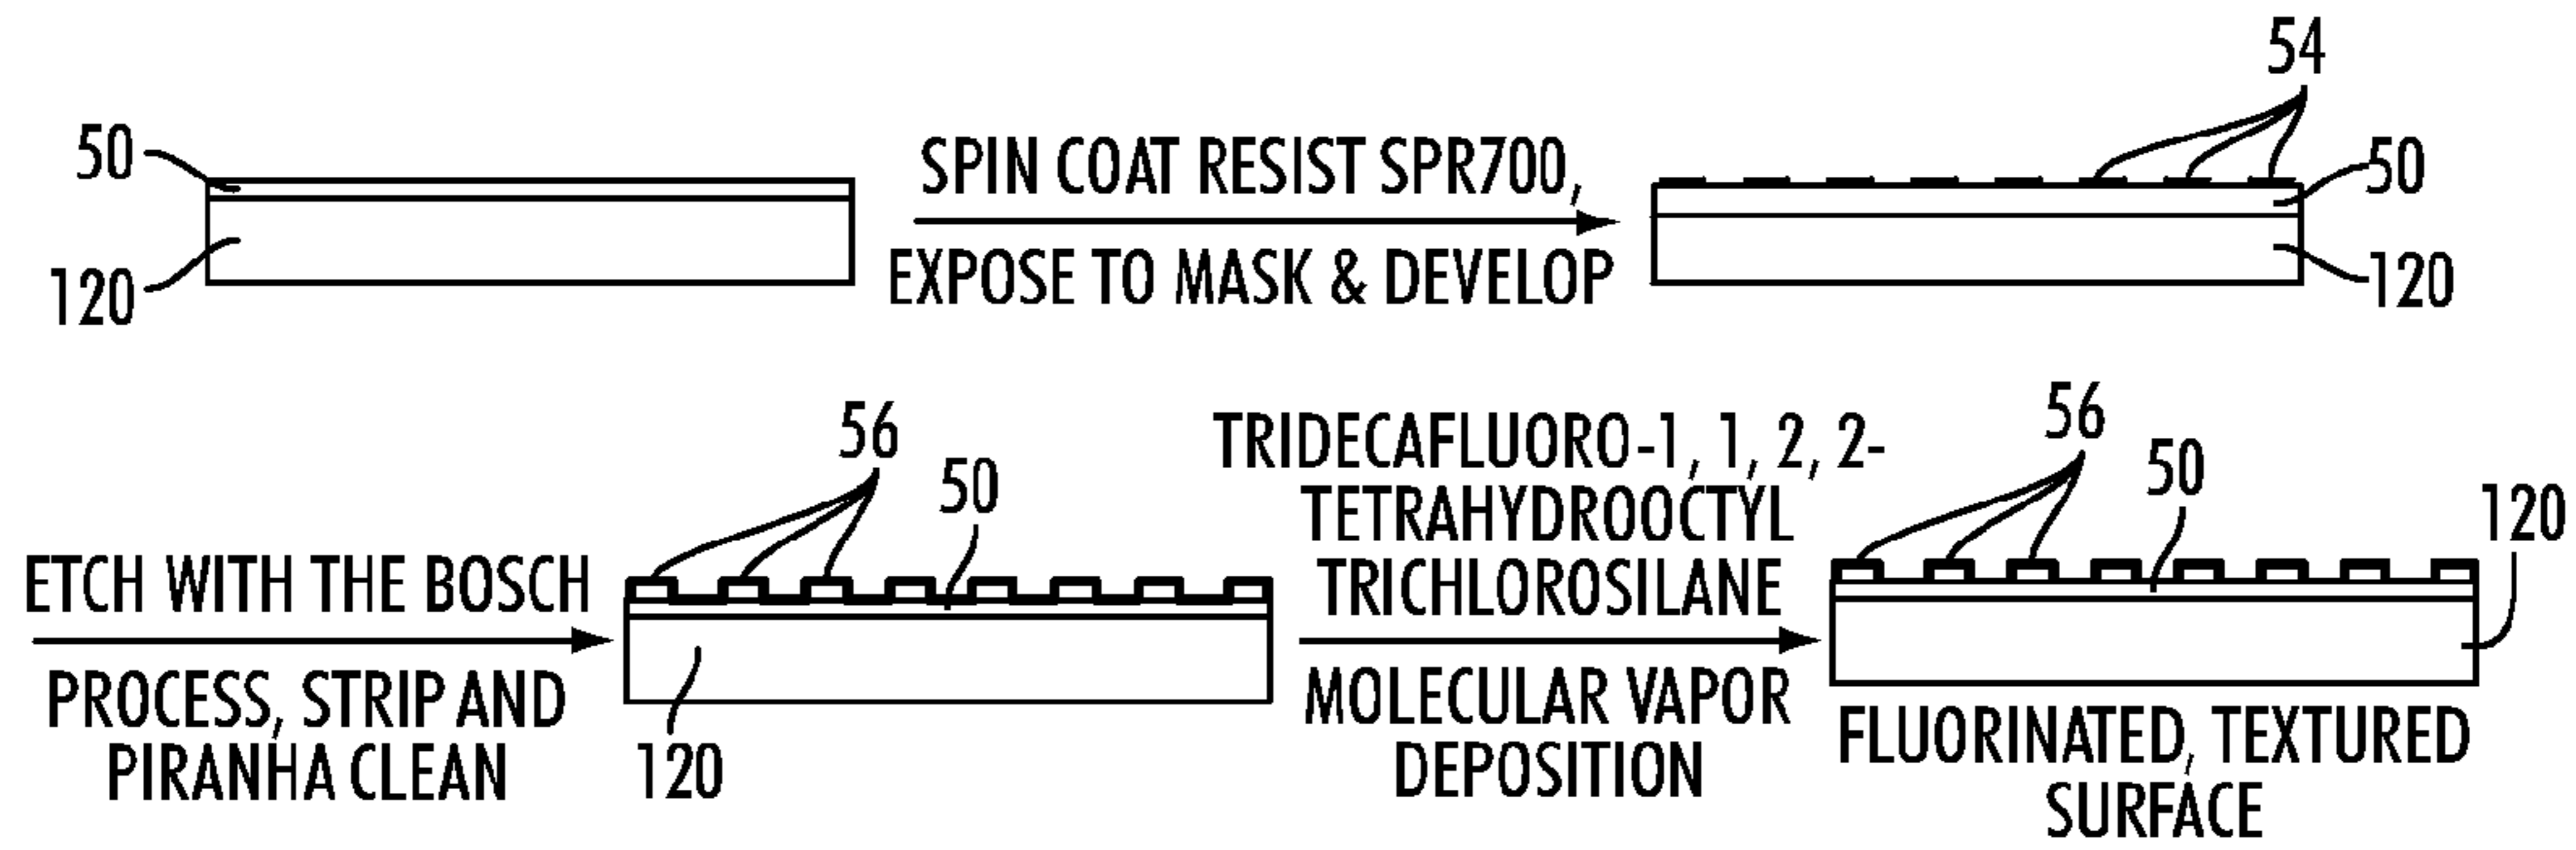 54
50
120
SPIN COAT RESIST SPR700,
EXPOSE TO MASK & DEVELOP
50
120
ETCH WITH THE BOSCH
PROCESS, STRIP AND
PIRANHA CLEAN
56
50
120
TRIDECAFLUORO-1, 1, 2, 2-
TETRAHYDROOCTYL
TRICHLOROSILANE
MOLECULAR VAPOR
DEPOSITION
56
50
120
FLUORINATED, TEXTURED
SURFACE